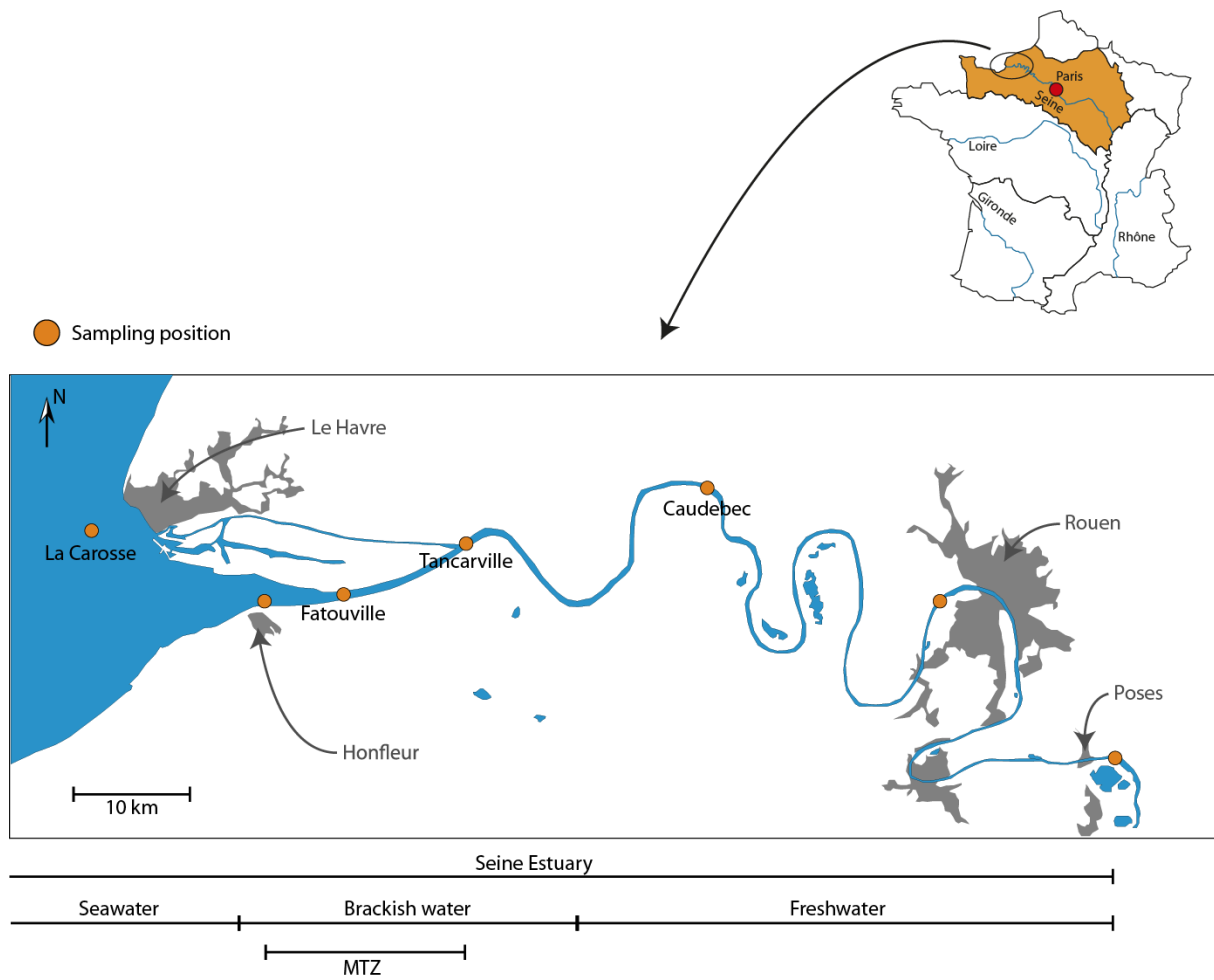 Paris
Seine
Loire
Gironde
Rhône
Sampling position
N
Le Havre
Caudebec
Rouen
La Carosse
Tancarville
Fatouville
Poses
Honfleur
10 km
Seine Estuary
Seawater
Brackish water
Freshwater
MTZ